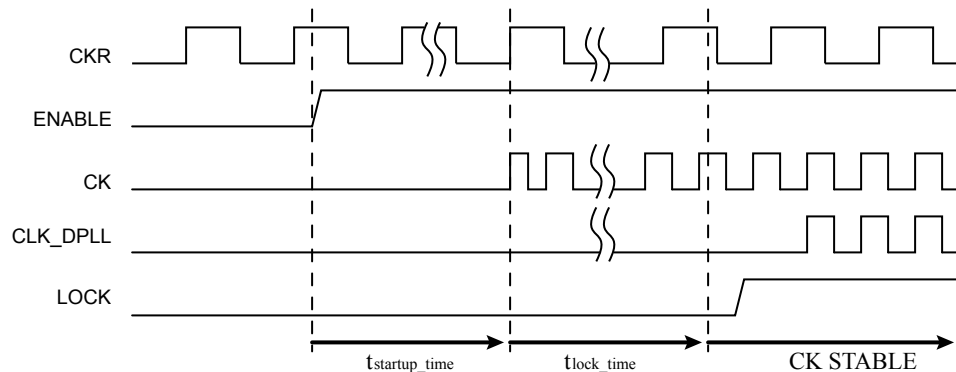 CKR
ENABLE
CK
CLK_DPLL
LOCK
tstartup_time
tlock_time
CK STABLE